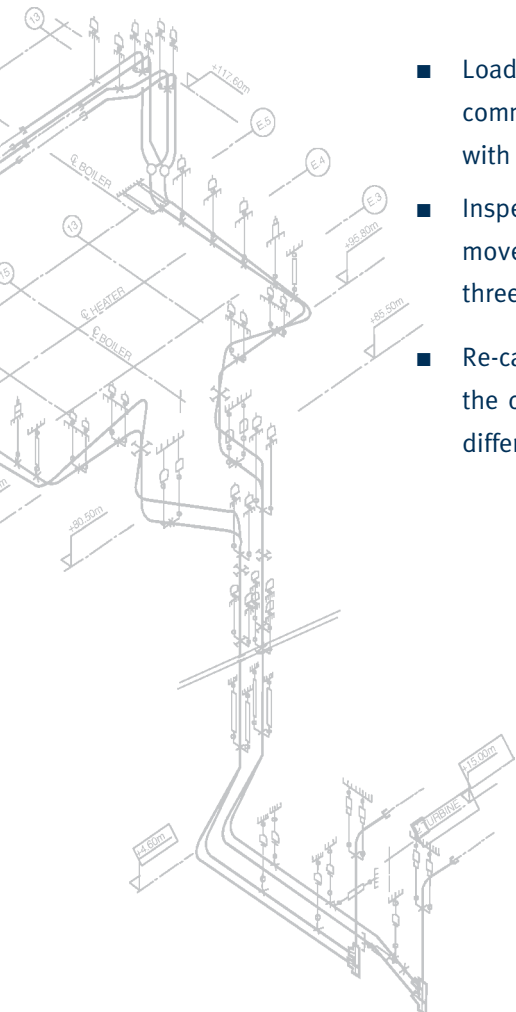 13
+117.60m
E.5
E.4
E.3
℄ BOILER
+95.80m
13
15
℄ HEATER
+85.50m
℄ BOILER
+80.50m
+15.00m
TURBINE
+4.60m
■ Load
comm
with
■ Inspe
move
three
■ Re-ca
the c
differ